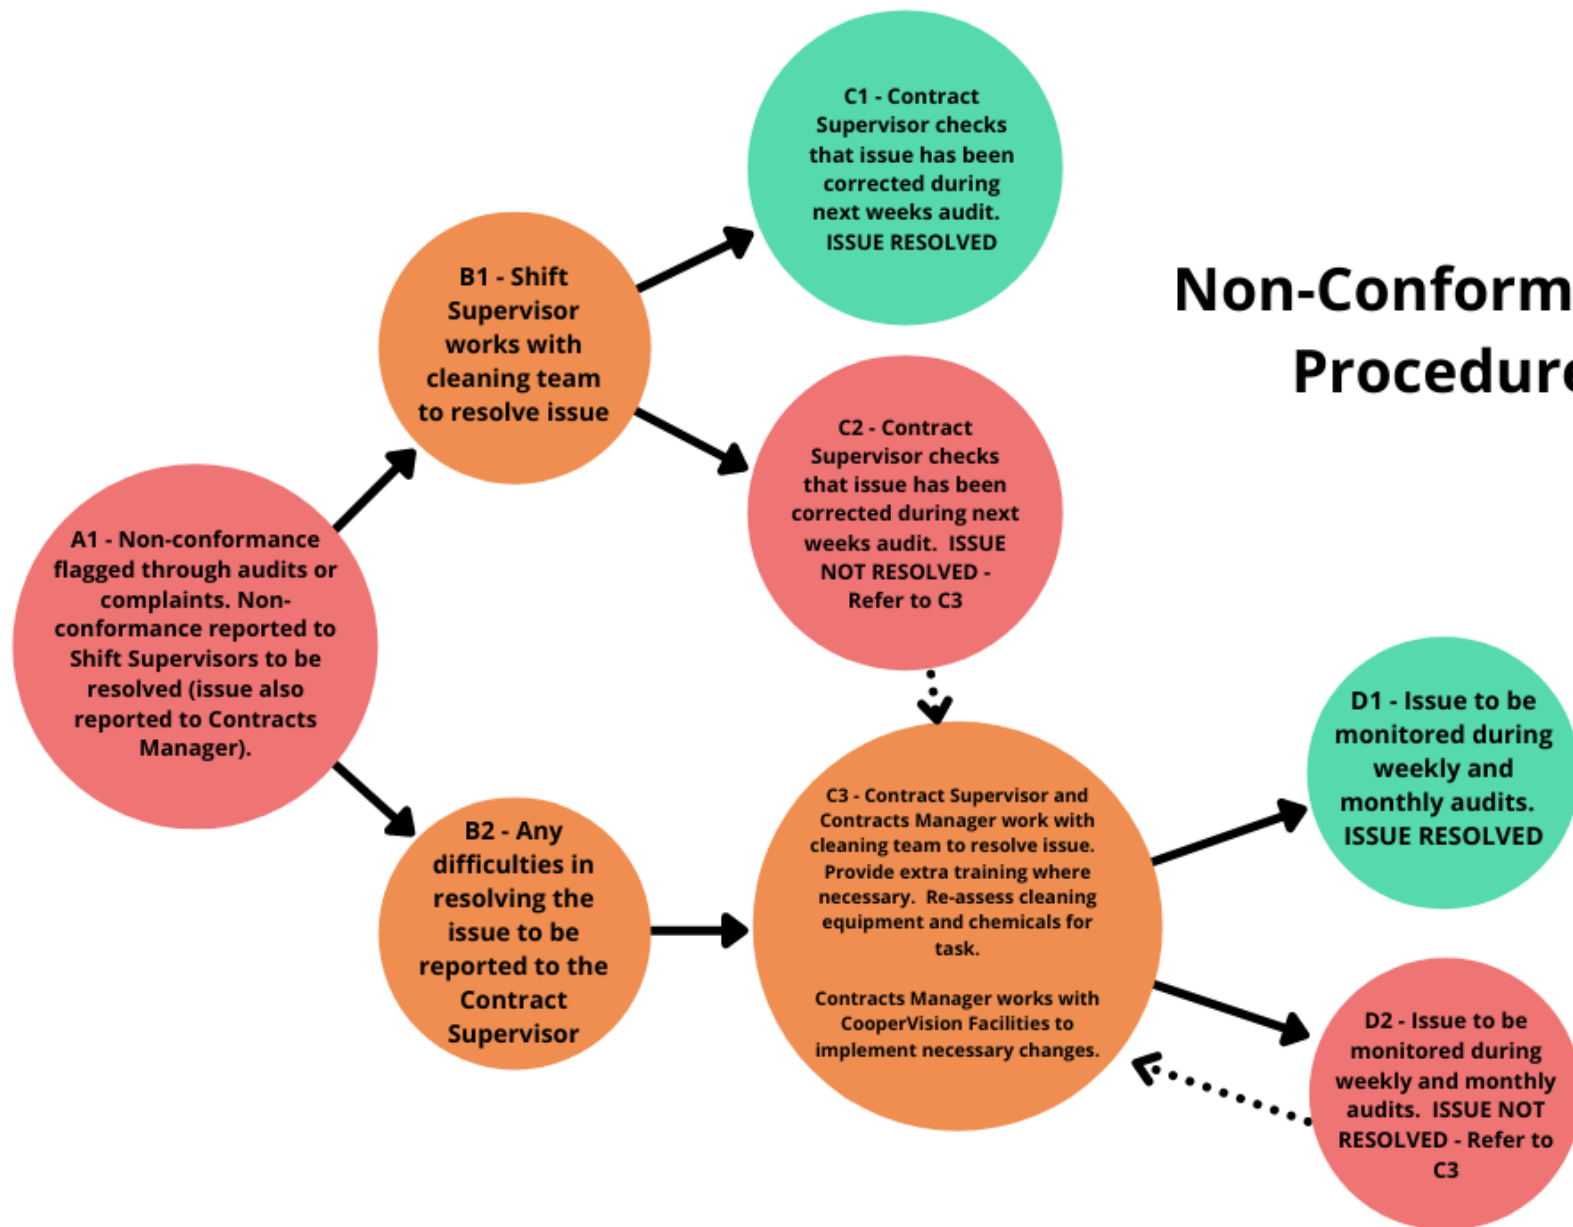 C1 - Contract
Supervisor checks
that issue has been
corrected during
next weeks audit.
ISSUE RESOLVED
B1 - Shift
Supervisor
works with
cleaning team
to resolve issue
Non-Conform
Procedure
C2 - Contract
Supervisor checks
that issue has been
corrected during next
weeks audit. ISSUE
NOT RESOLVED -
Refer to C3
A1 - Non-conformance
flagged through audits or
complaints. Non-
conformance reported to
Shift Supervisors to be
resolved (issue also
reported to Contracts
Manager).
B2 - Any
difficulties in
resolving the
issue to be
reported to the
Contract
Supervisor
C3 - Contract Supervisor and
Contracts Manager work with
cleaning team to resolve issue.
Provide extra training where
necessary. Re-assess cleaning
equipment and chemicals for
task.
Contracts Manager works with
CooperVision Facilities to
implement necessary changes.
D1 - Issue to be
monitored during
weekly and
monthly audits.
ISSUE RESOLVED
D2 - Issue to be
monitored during
weekly and monthly
audits. ISSUE NOT
RESOLVED - Refer to
C3